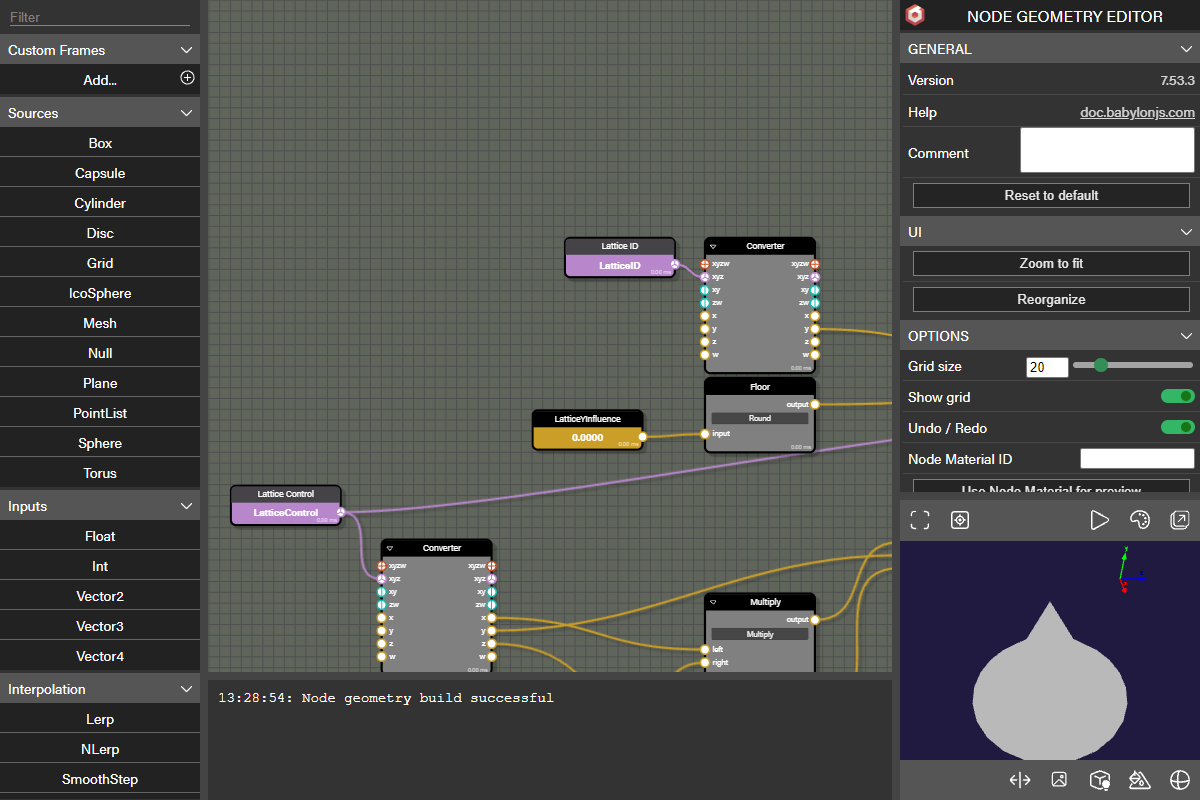 Filter
Custom Frames
Add...
Sources
Box
Capsule
Cylinder
Disc
Grid
IcoSphere
Mesh
Null
Plane
PointList
Sphere
Torus
Inputs
Float
Int
Vector2
Vector3
Vector4
Interpolation
Lerp
NLerp
SmoothStep
Lattice ID
LatticeID
0.00 ms
Converter
xyzw xyzw
xyz xyz
xy xy
zw zw
x x
y y
z z
w w
0.00 ms
Floor
output
Round
input
0.00 ms
LatticeYInfluence
0.0000
0.00 ms
Lattice Control
LatticeControl
0.00 ms
Converter
xyzw xyzw
xyz xyz
xy xy
zw zw
x x
y y
z z
w w
0.00 ms
Multiply
output
Multiply
left
right
13:28:54: Node geometry build successful
NODE GEOMETRY EDITOR
GENERAL
Version 7.53.3
Help doc.babylonjs.com
Comment
Reset to default
UI
Zoom to fit
Reorganize
OPTIONS
Grid size 20
Show grid
Undo / Redo
Node Material ID
Use Node Material for preview
y